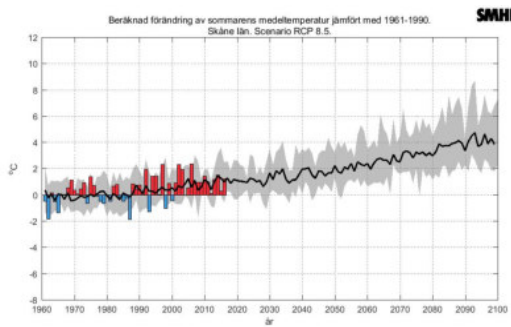 SMHI
Beräknad förändring av sommarens medeltemperatur jämfört med 1961-1990.
Skåne län. Scenario RCP 8.5.
°C
12
10
8
6
4
2
0
-2
-4
-6
-8
1960 1970 1980 1990 2000 2010 2020 2030 2040 2050 2060 2070 2080 2090 2100
år